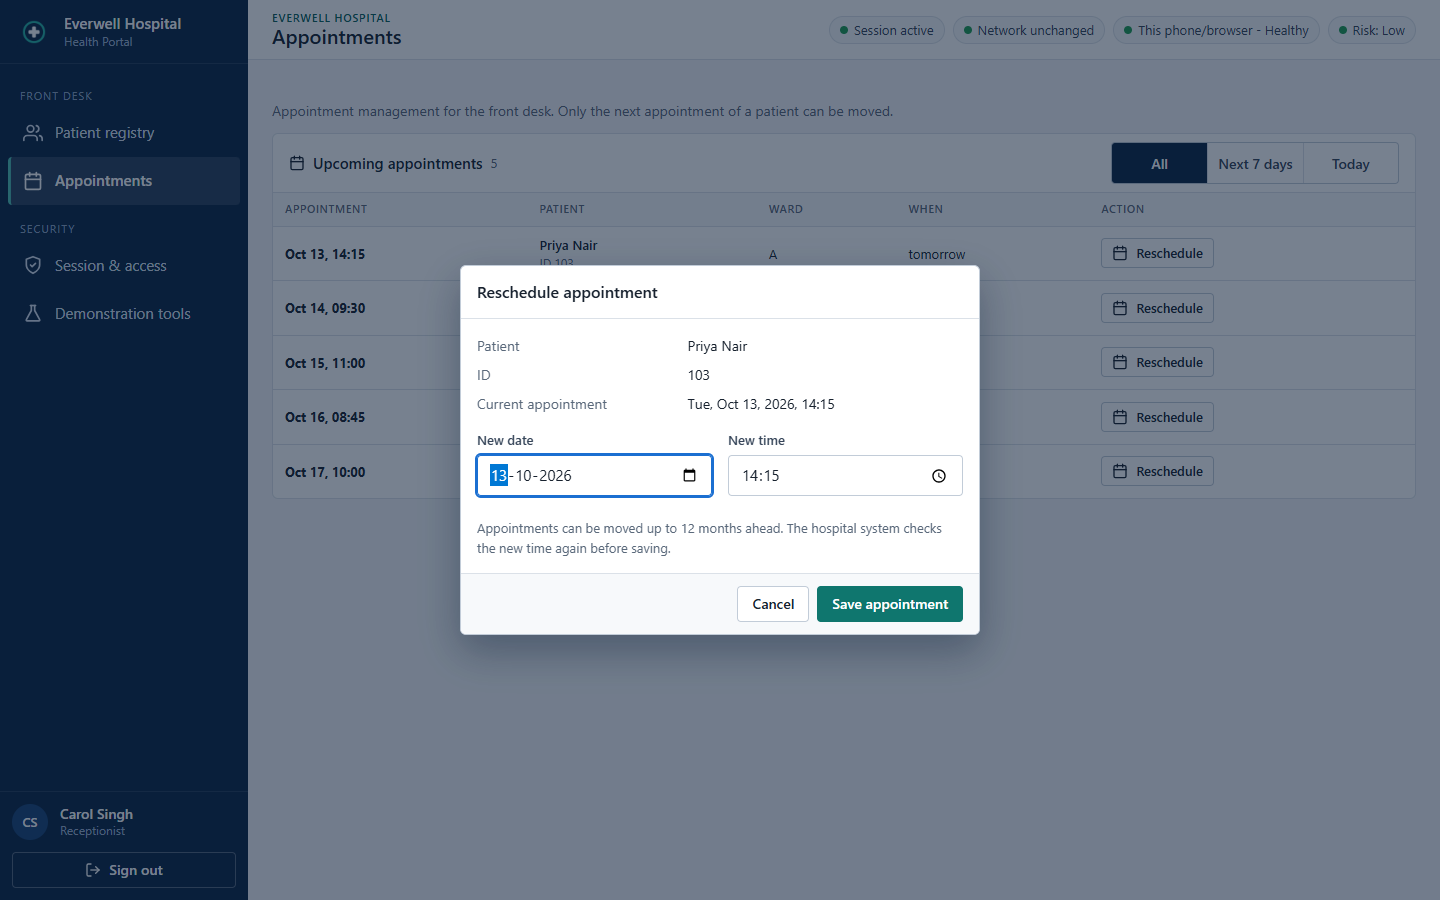 Everwell Hospital
Health Portal
FRONT DESK
Patient registry
Appointments
SECURITY
Session & access
Demonstration tools
CS
Carol Singh
Receptionist
Sign out
EVERWELL HOSPITAL
Appointments
Session active
Network unchanged
This phone/browser - Healthy
Risk: Low
Appointment management for the front desk. Only the next appointment of a patient can be moved.
Upcoming appointments 5
All
Next 7 days
Today
APPOINTMENT PATIENT WARD WHEN ACTION
Oct 13, 14:15 Priya Nair A tomorrow Reschedule
ID 103
Oct 14, 09:30 Reschedule
Oct 15, 11:00 Reschedule
Oct 16, 08:45 Reschedule
Oct 17, 10:00 Reschedule
Reschedule appointment
Patient Priya Nair
ID 103
Current appointment Tue, Oct 13, 2026, 14:15
New date New time
13-10-2026 14:15
Appointments can be moved up to 12 months ahead. The hospital system checks
the new time again before saving.
Cancel
Save appointment